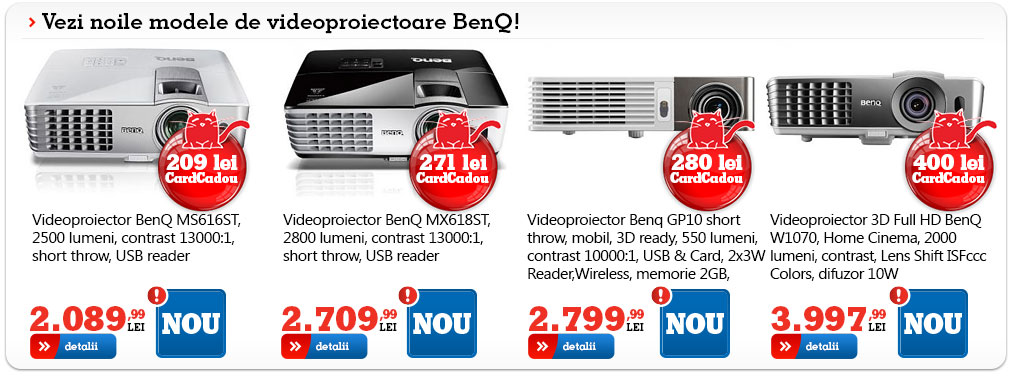 Vezi noile modele de videoproiectoare BenQ!
BenQ
BenQ
209 lei
CardCadou
Videoproiector BenQ MS616ST,
2500 lumeni, contrast 13000:1,
short throw, USB reader
2.089,99
LEI
NOU
detalii
BenQ
BenQ
271 lei
CardCadou
Videoproiector BenQ MX618ST,
2800 lumeni, contrast 13000:1,
short throw, USB reader
2.709,99
LEI
NOU
detalii
280 lei
CardCadou
Videoproiector Benq GP10 short
throw, mobil, 3D ready, 550 lumeni,
contrast 10000:1, USB & Card, 2x3W
Reader,Wireless, memorie 2GB,
2.799,99
LEI
NOU
detalii
BenQ
400 lei
CardCadou
Videoproiector 3D Full HD BenQ
W1070, Home Cinema, 2000
lumeni, contrast, Lens Shift ISFccc
Colors, difuzor 10W
3.997,99
LEI
NOU
detalii